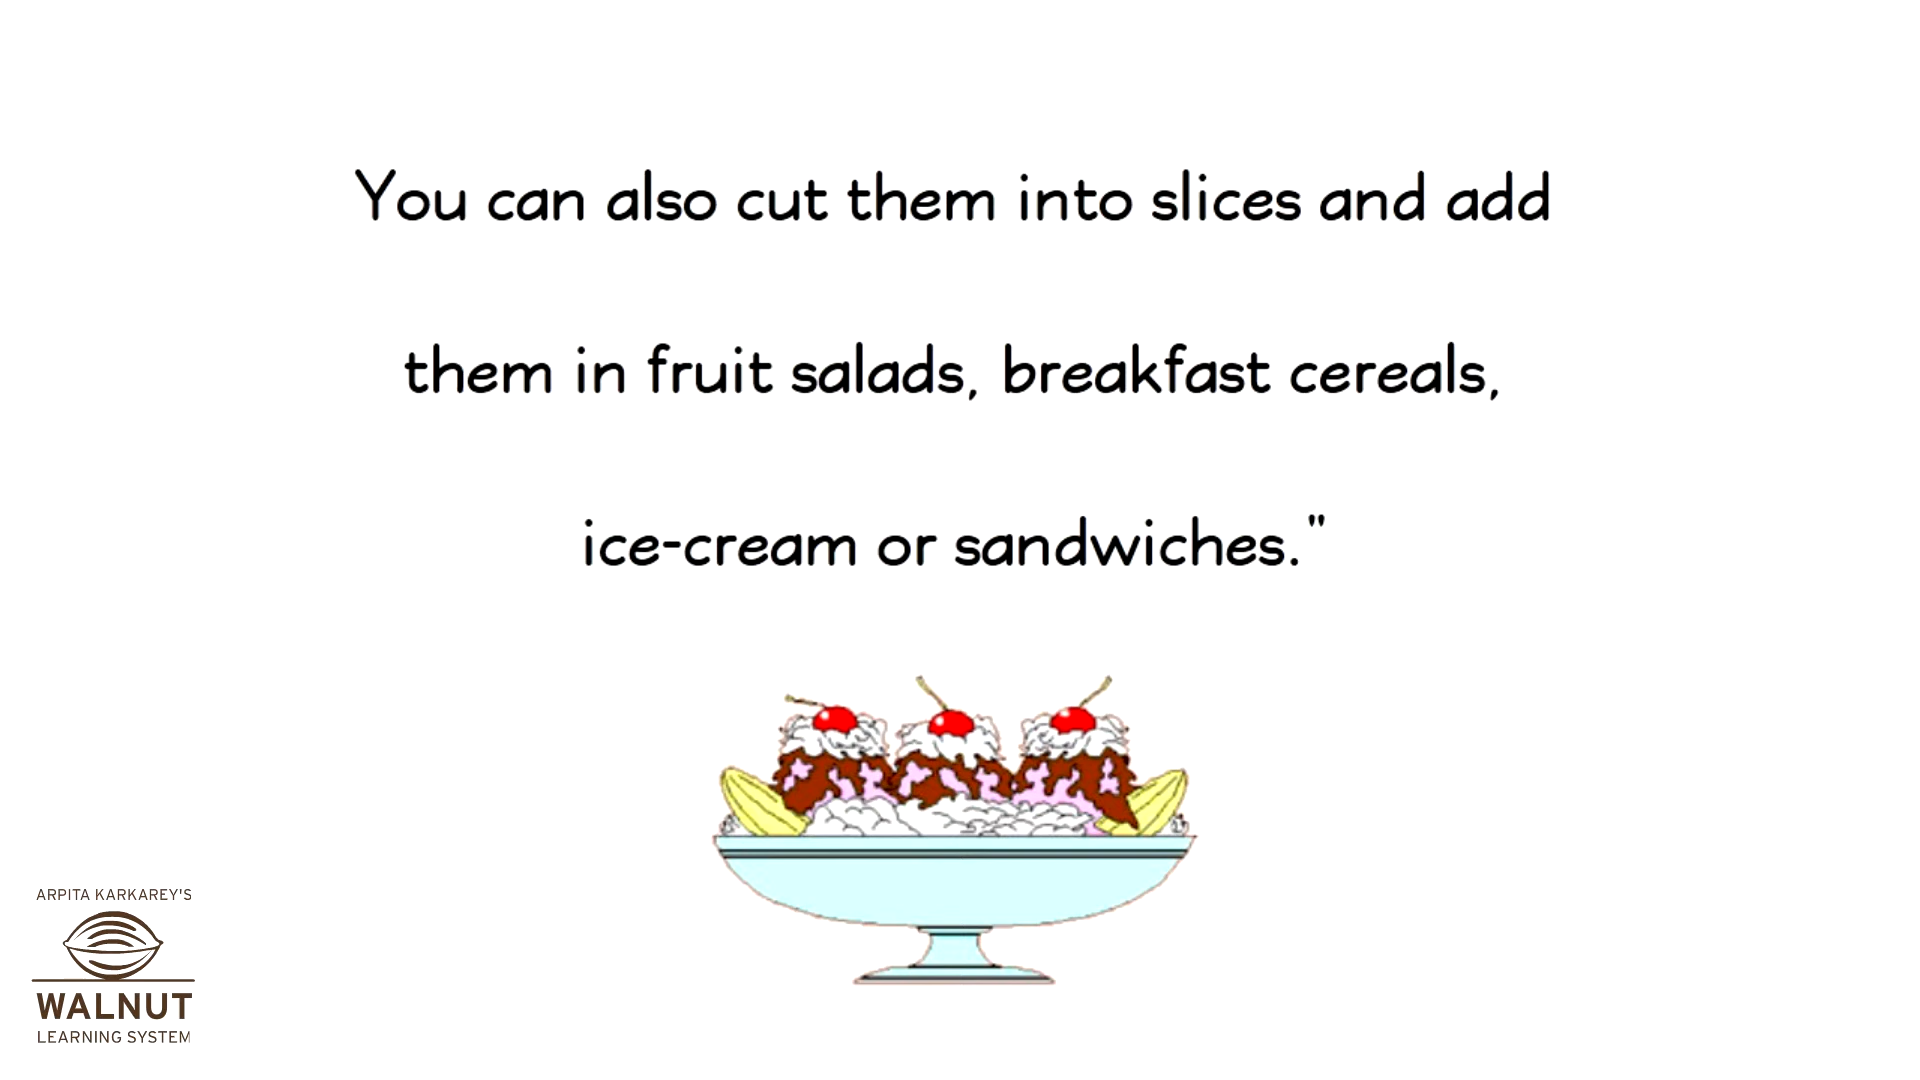 You can also cut them into slices and add
them in fruit salads, breakfast cereals,
ice-cream or sandwiches."
ARPITA KARKAREY'S
WALNUT
LEARNING SYSTEM